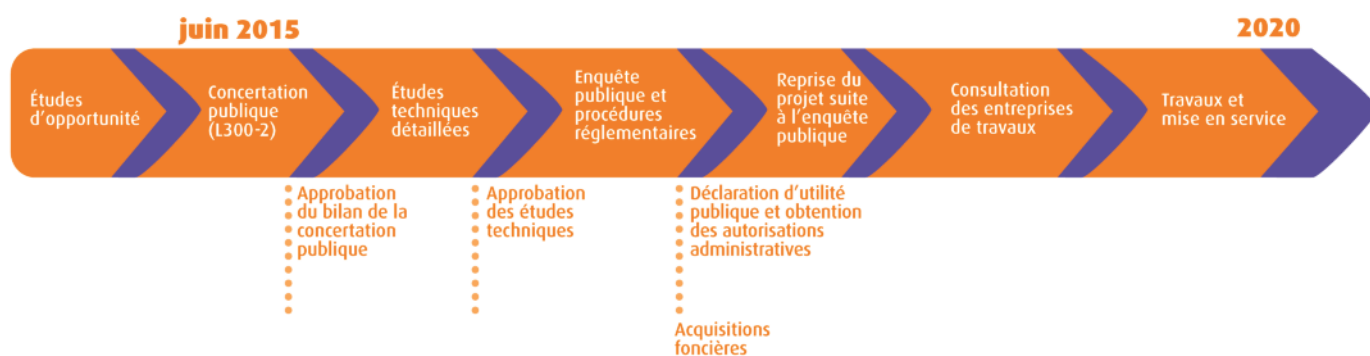 juin 2015
2020
Études
d'opportunité
Concertation
publique
(L300-2)
Études
techniques
détaillées
Enquête
publique et
procédures
réglementaires
Reprise du
projet suite
à l'enquête
publique
Consultation
des entreprises
de travaux
Travaux et
mise en service
Approbation
du bilan de la
concertation
publique
Approbation
des études
techniques
Déclaration d'utilité
publique et obtention
des autorisations
administratives
Acquisitions
foncières